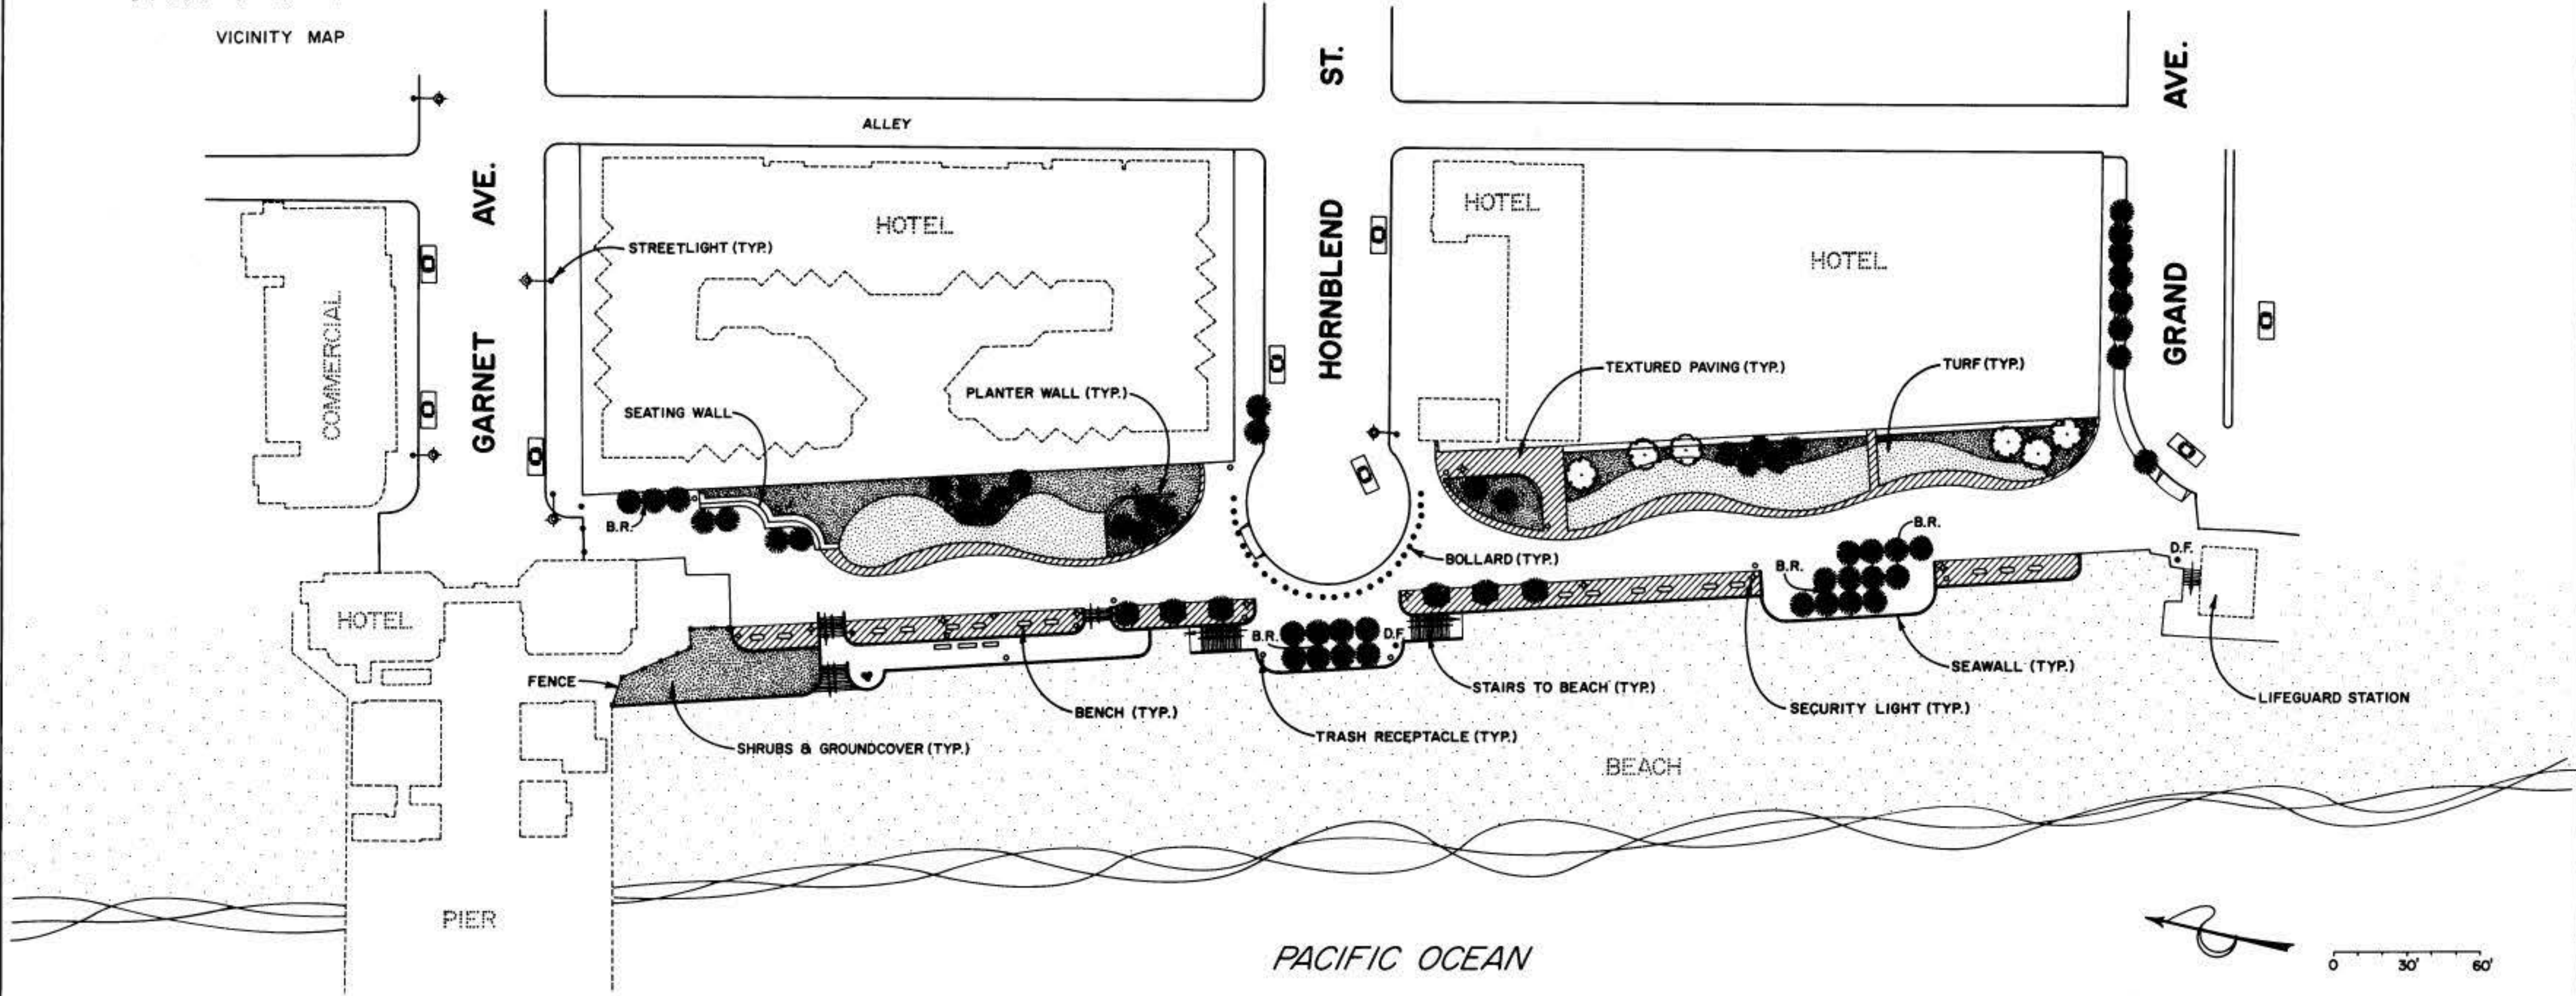 VICINITY MAP
ST.
AVE.
ALLEY
AVE.
HOTEL
HOTEL
STREETLIGHT (TYP.)
HOTEL
HORNBLEND
GRAND
COMMERCIAL
GARNET
SEATING WALL
PLANTER WALL (TYP.)
TEXTURED PAVING (TYP.)
TURF (TYP.)
B.R.
B.R.
BOLLARD (TYP.)
B.R.
D.F.
HOTEL
B.R.
D.F.
FENCE
BENCH (TYP.)
STAIRS TO BEACH (TYP.)
SEAWALL (TYP.)
SECURITY LIGHT (TYP.)
LIFEGUARD STATION
SHRUBS & GROUNDCOVER (TYP.)
TRASH RECEPTACLE (TYP.)
BEACH
PIER
PACIFIC OCEAN
0 30' 60'